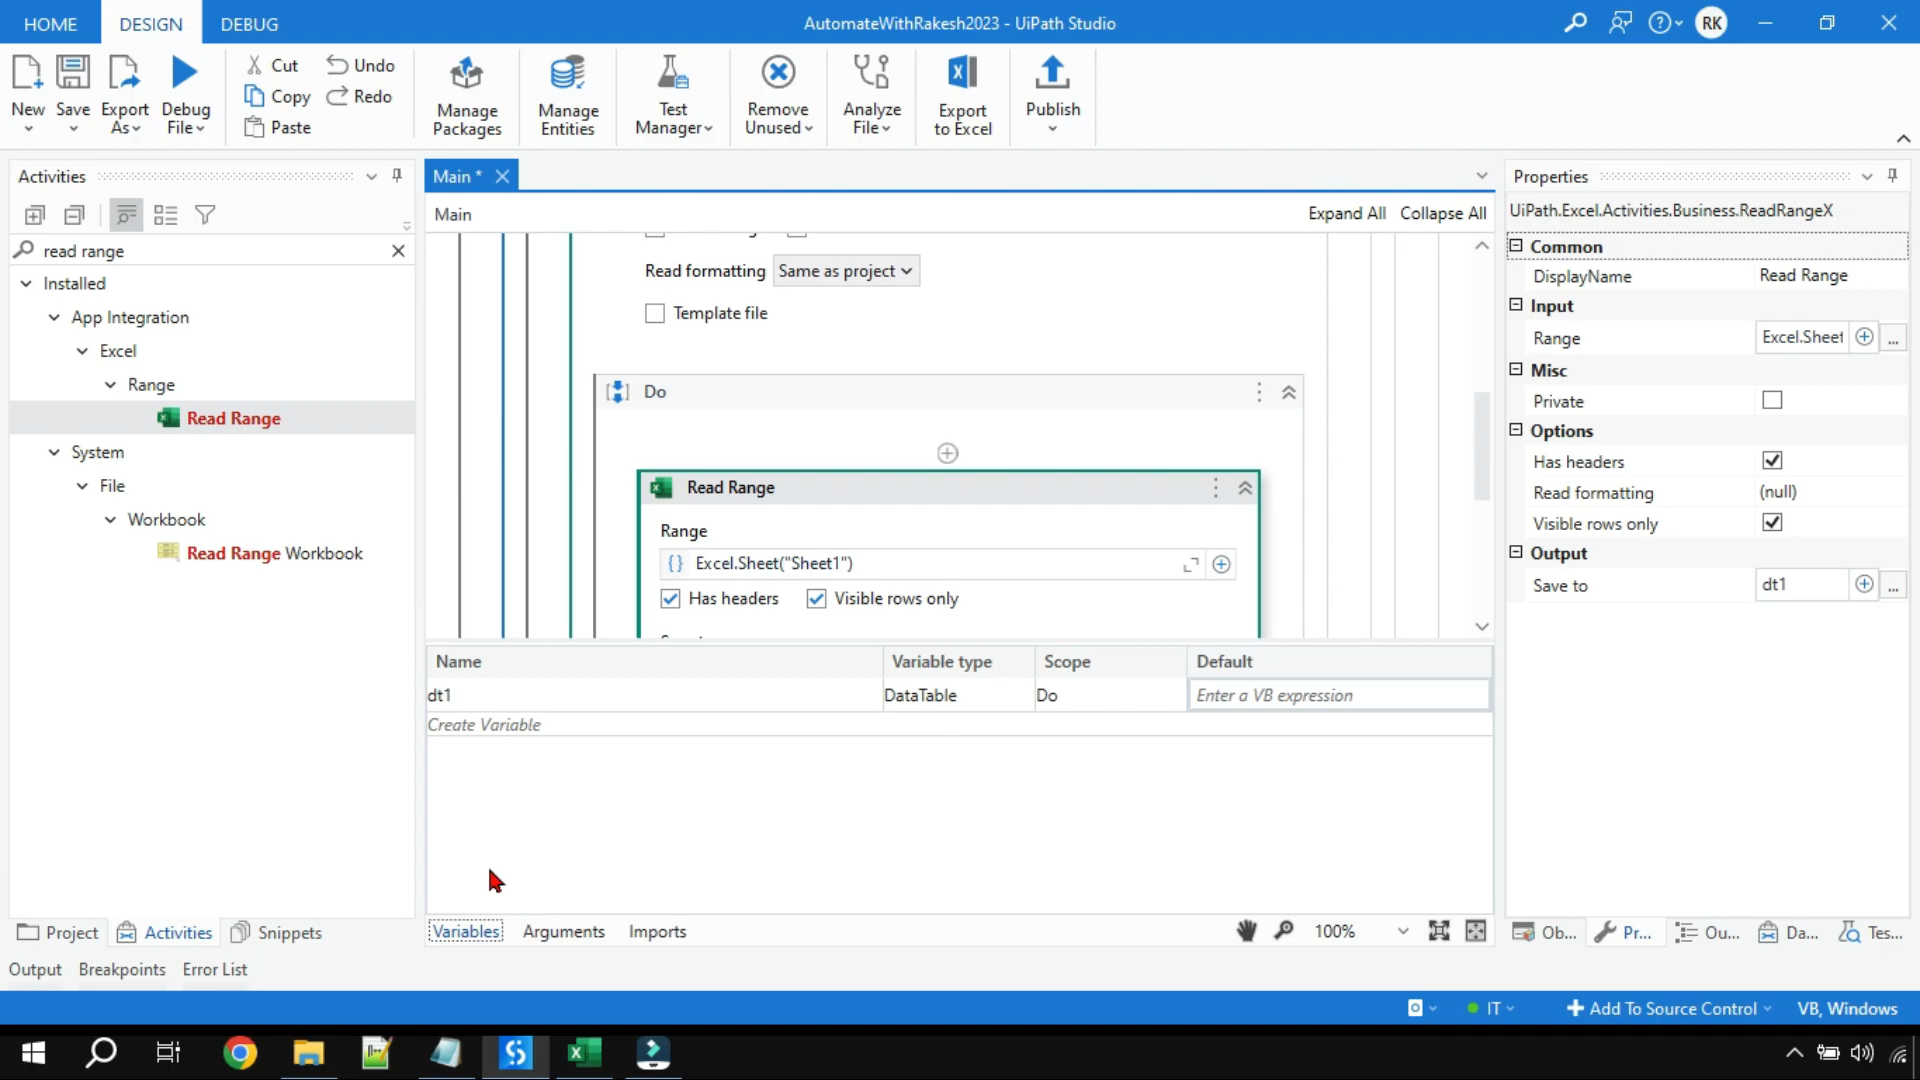 HOME
DESIGN
DEBUG
AutomateWithRakesh2023 - UiPath Studio
RK
New
Save
Export As
Debug File
Cut
Copy
Paste
Undo
Redo
Manage Packages
Manage Entities
Test Manager
Remove Unused
Analyze File
Export to Excel
Publish
Activities
read range
Installed
App Integration
Excel
Range
Read Range
System
File
Workbook
Read Range Workbook
Main *
Main
Expand All
Collapse All
Read formatting
Same as project
Template file
Do
Read Range
Range
Excel.Sheet("Sheet1")
Has headers
Visible rows only
Name
Variable type
Scope
Default
dt1
DataTable
Do
Enter a VB expression
Create Variable
Variables
Arguments
Imports
100%
Properties
UiPath.Excel.Activities.Business.ReadRangeX
Common
DisplayName
Read Range
Input
Range
Excel.Sheet
...
Misc
Private
Options
Has headers
Read formatting
(null)
Visible rows only
Output
Save to
dt1
...
Project
Activities
Snippets
Ob...
Pr...
Ou...
Da...
Tes...
Output
Breakpoints
Error List
IT
Add To Source Control
VB, Windows